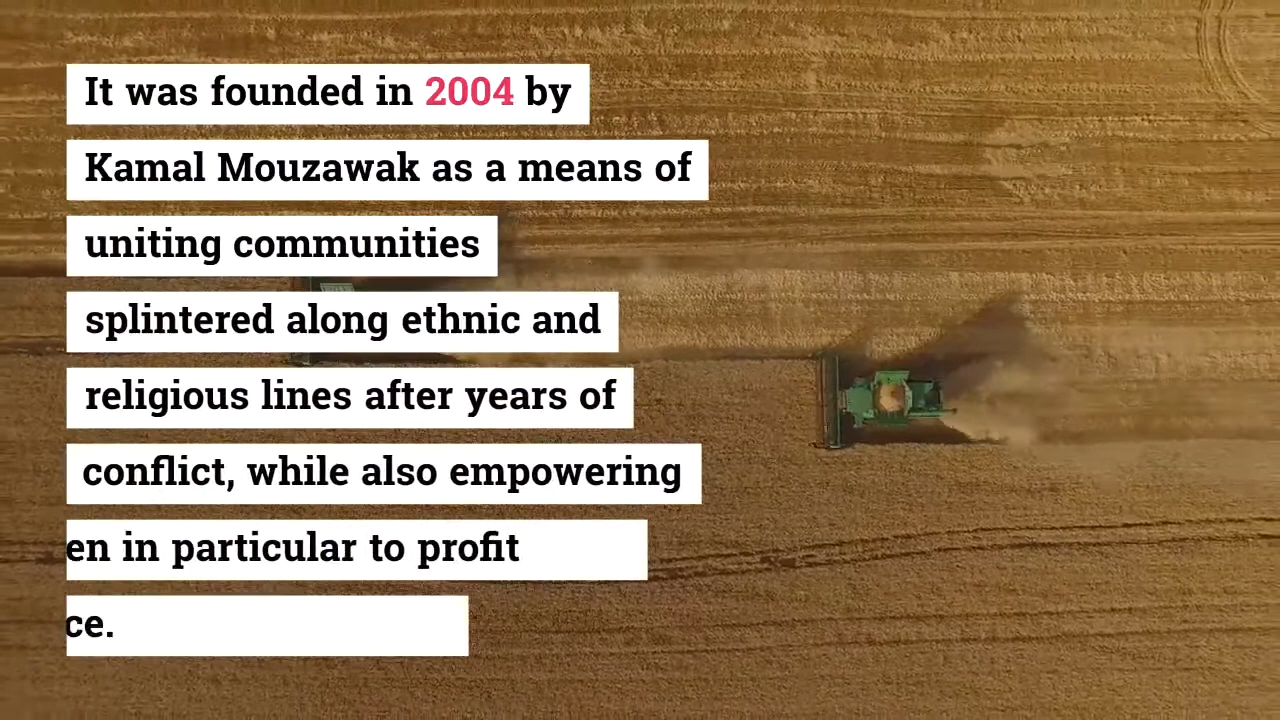 It was founded in 2004 by
Kamal Mouzawak as a means of
uniting communities
splintered along ethnic and
religious lines after years of
conflict, while also empowering
en in particular to profit
ce.